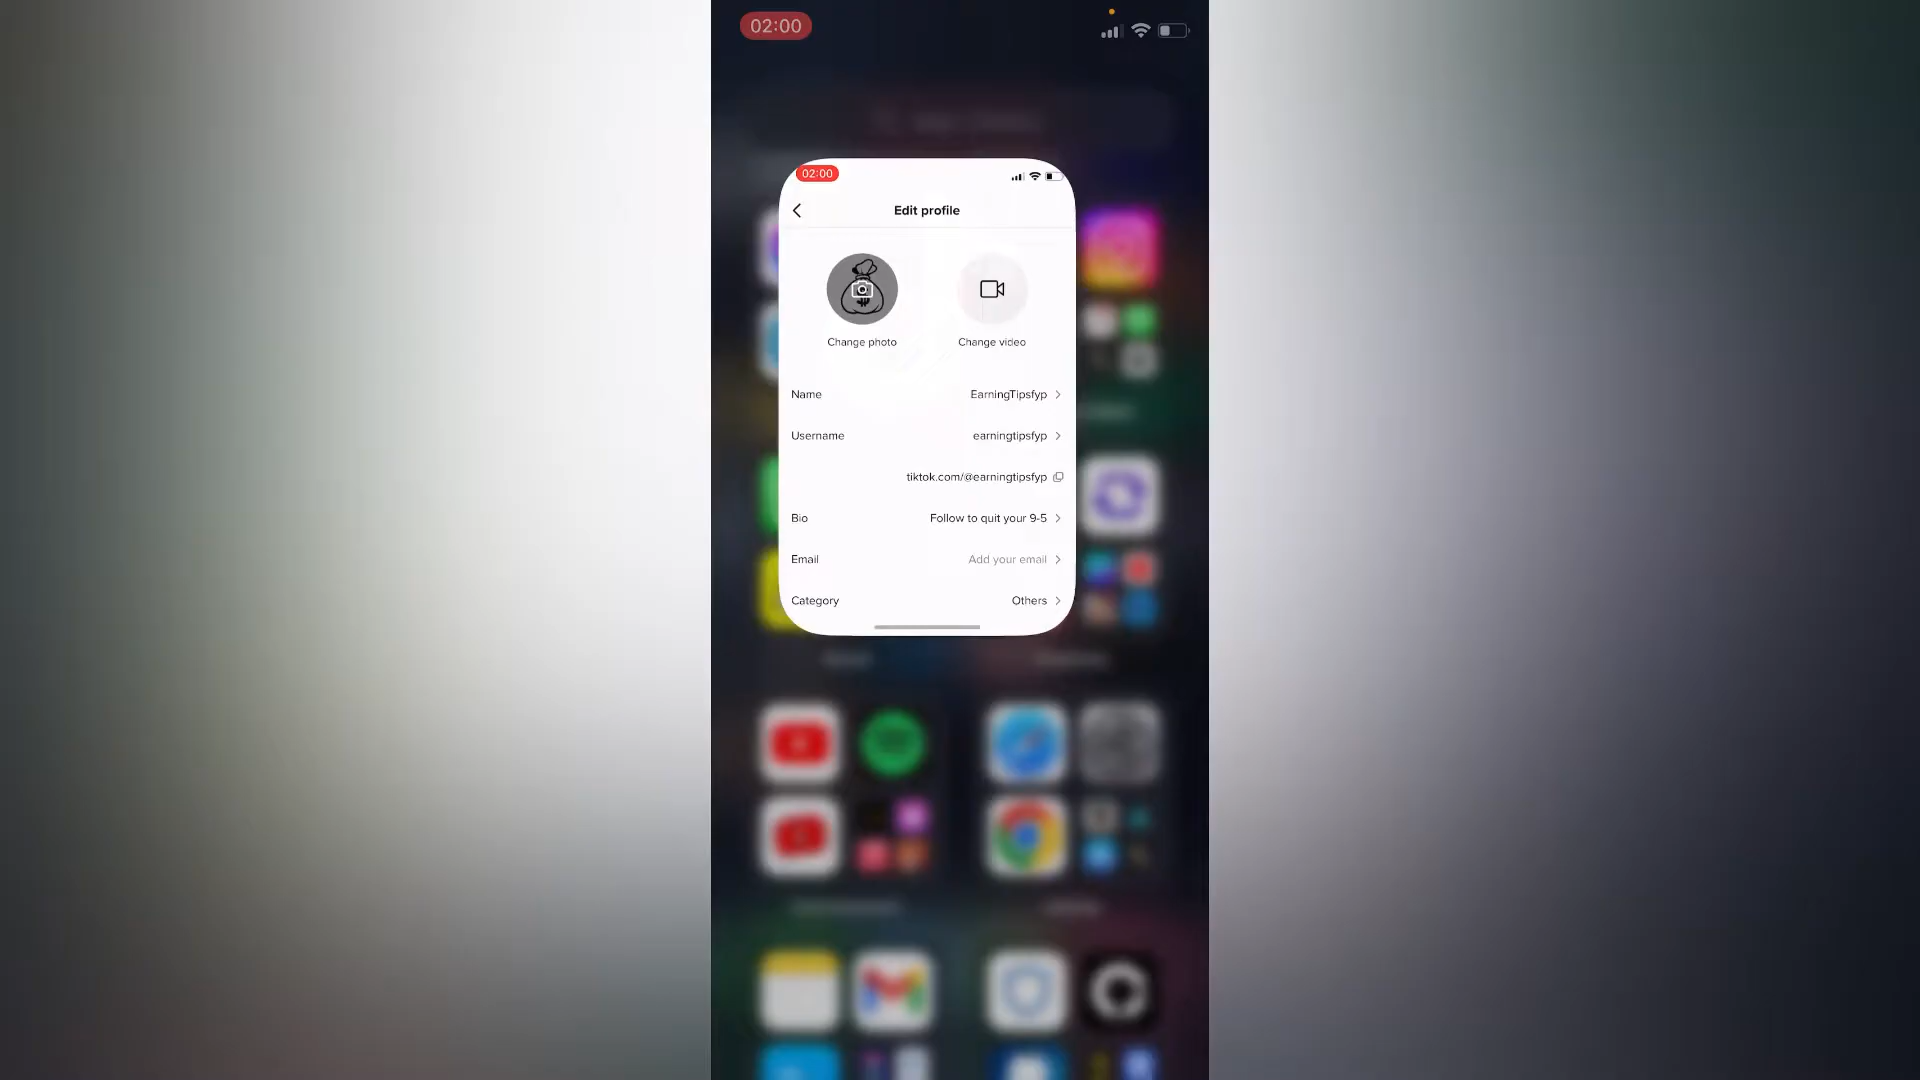 02:00
02:00
Edit profile
Change photo Change video
Name EarningTipsfyp
Username earningtipsfyp
tiktok.com/@earningtipsfyp
Bio Follow to quit your 9-5
Email Add your email
Category Others